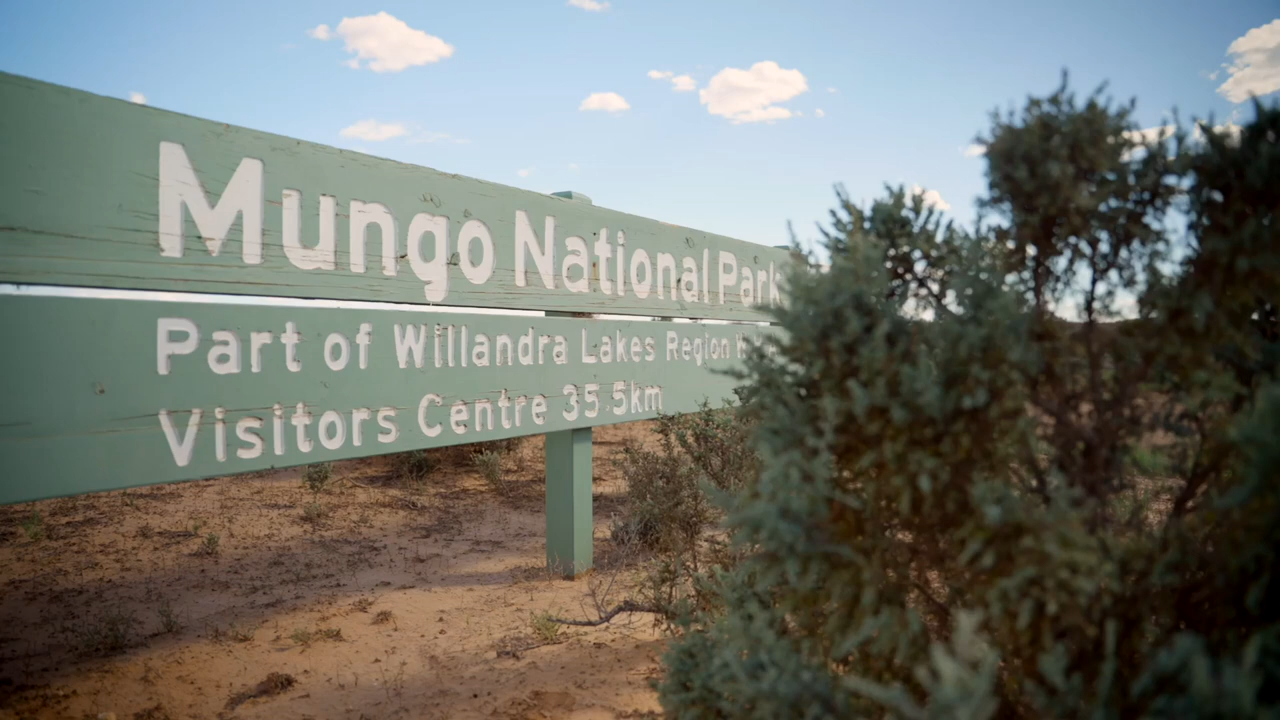 Mungo National Park
Part of Willandra Lakes Region
Visitors Centre 35.5km